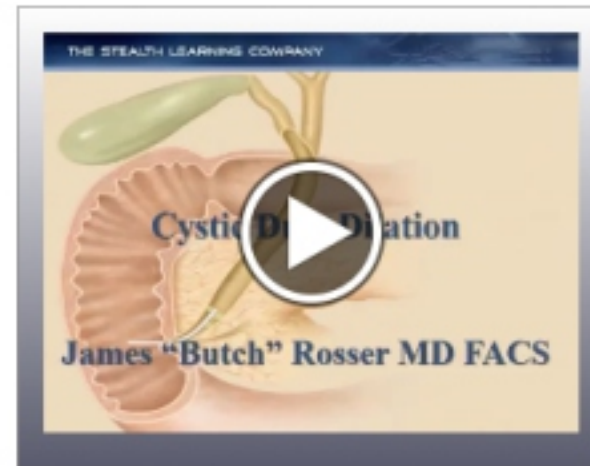 THE STEALTH LEARNING COMPANY
Cystic
James “Butch” Rosser MD FACS